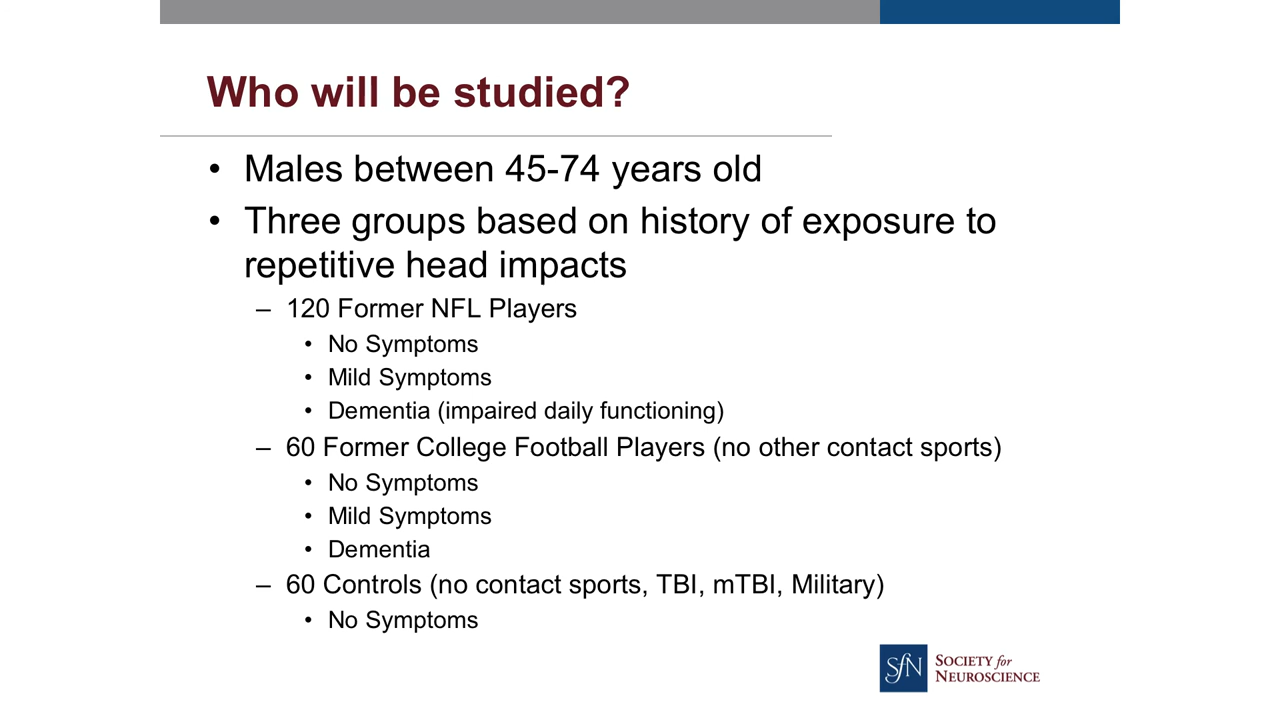 Who will be studied?
• Males between 45-74 years old
• Three groups based on history of exposure to
repetitive head impacts
– 120 Former NFL Players
• No Symptoms
• Mild Symptoms
• Dementia (impaired daily functioning)
– 60 Former College Football Players (no other contact sports)
• No Symptoms
• Mild Symptoms
• Dementia
– 60 Controls (no contact sports, TBI, mTBI, Military)
• No Symptoms
SfN
SOCIETY for
NEUROSCIENCE